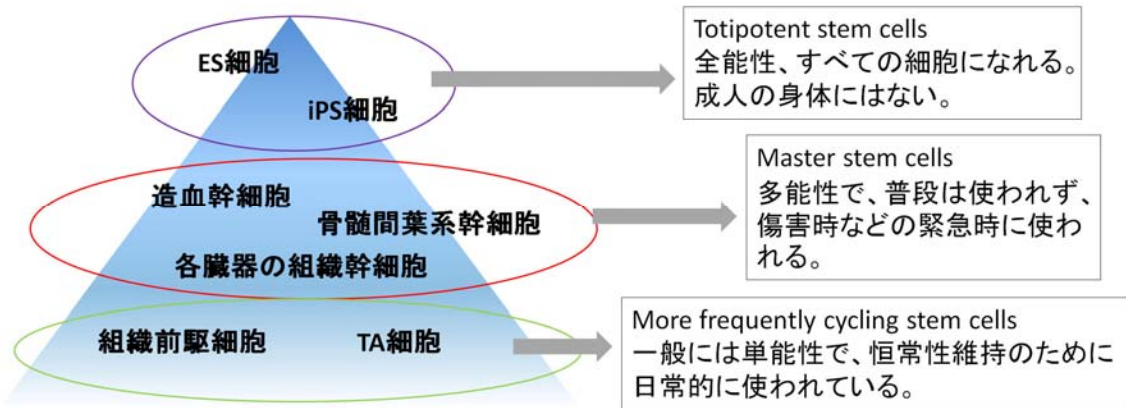 ES細胞
iPS細胞
Totipotent stem cells
全能性、すべての細胞になれる。
成人の身体にはない。
造血幹細胞
骨髄間葉系幹細胞
各臓器の組織幹細胞
Master stem cells
多能性で、普段は使われず、
傷害時などの緊急時に使わ
れる。
組織前駆細胞
TA細胞
More frequently cycling stem cells
一般には単能性で、恒常性維持のために
日常的に使われている。